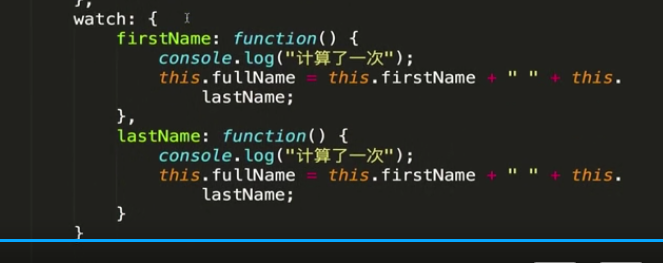 },
watch: {
firstName: function() {
console.log("计算了一次");
this.fullName = this.firstName + " " + this.
lastName;
},
lastName: function() {
console.log("计算了一次");
this.fullName = this.firstName + " " + this.
lastName;
}
}